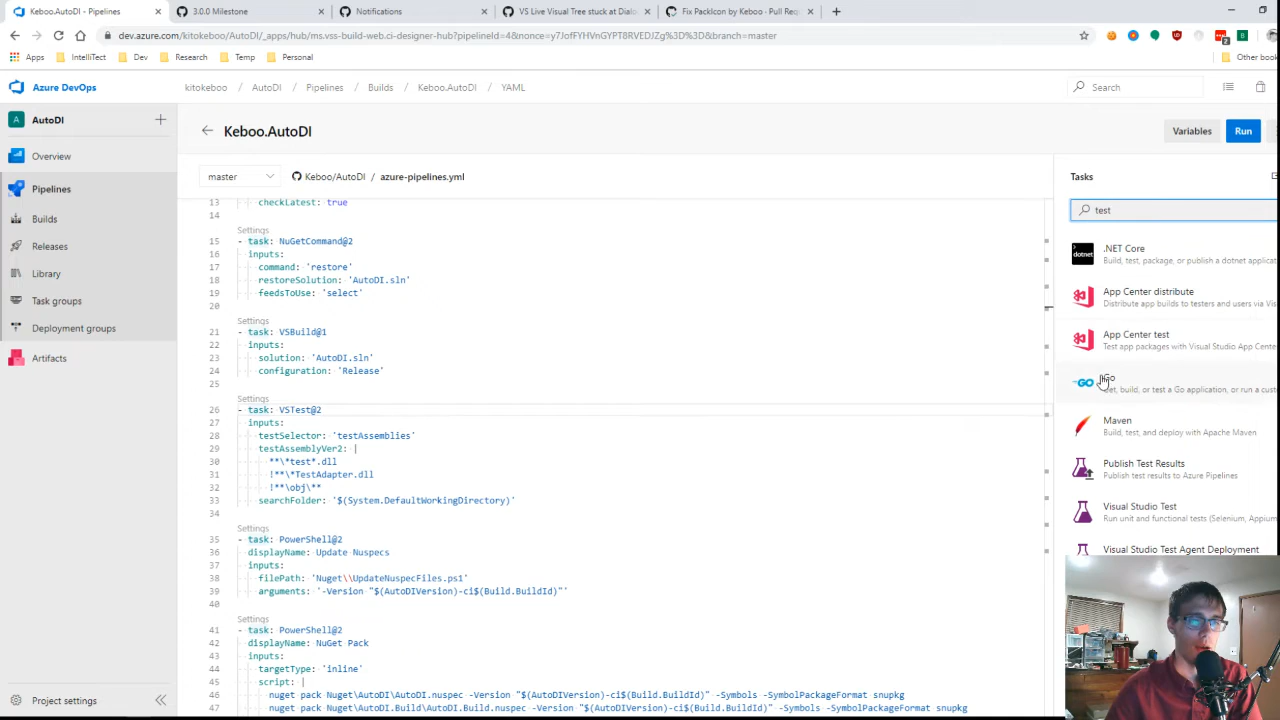 Keboo.AutoDI - Pipelines
3.0.0 Milestone
Notifications
VS Live Visual Tree stuck at Dialo
Fix PackIcon by Keboo · Pull Req
dev.azure.com/kitokeboo/AutoDI/_apps/hub/ms.vss-build-web.ci-designer-hub?pipelineId=4&nonce=y7JofFYHVnGYPT8RVEDJZg%3D%3D&branch=master
Apps
IntelliTect
Dev
Research
Temp
Personal
Other book
Azure DevOps
kitokeboo / AutoDI / Pipelines / Builds / Keboo.AutoDI / YAML
Search
A AutoDI
Overview
Pipelines
Builds
Releases
Library
Task groups
Deployment groups
Artifacts
Project settings
Keboo.AutoDI
Variables
Run
master
Keboo/AutoDI / azure-pipelines.yml
13 checkLatest: true
14
Settings
15 - task: NuGetCommand@2
16 inputs:
17 command: 'restore'
18 restoreSolution: 'AutoDI.sln'
19 feedsToUse: 'select'
20
Settings
21 - task: VSBuild@1
22 inputs:
23 solution: 'AutoDI.sln'
24 configuration: 'Release'
25
Settings
26 - task: VSTest@2
27 inputs:
28 testSelector: 'testAssemblies'
29 testAssemblyVer2: |
30 **\*test*.dll
31 !**\*TestAdapter.dll
32 !**\obj\**
33 searchFolder: '$(System.DefaultWorkingDirectory)'
34
Settings
35 - task: PowerShell@2
36 displayName: Update Nuspecs
37 inputs:
38 filePath: 'Nuget\\UpdateNuspecFiles.ps1'
39 arguments: '-Version "$(AutoDIVersion)-ci$(Build.BuildId)"'
40
Settings
41 - task: PowerShell@2
42 displayName: NuGet Pack
43 inputs:
44 targetType: 'inline'
45 script: |
46 nuget pack Nuget\AutoDI\AutoDI.nuspec -Version "$(AutoDIVersion)-ci$(Build.BuildId)" -Symbols -SymbolPackageFormat snupkg
47 nuget pack Nuget\AutoDI.Build\AutoDI.Build.nuspec -Version "$(AutoDIVersion)-ci$(Build.BuildId)" -Symbols -SymbolPackageFormat snupkg
Tasks
test
.NET Core
Build, test, package, or publish a dotnet applicat
App Center distribute
Distribute app builds to testers and users via Vis
App Center test
Test app packages with Visual Studio App Cente
Go
build, or test a Go application, or run a cust
Maven
Build, test, and deploy with Apache Maven
Publish Test Results
Publish test results to Azure Pipelines
Visual Studio Test
Run unit and functional tests (Selenium, Appium
Visual Studio Test Agent Deployment